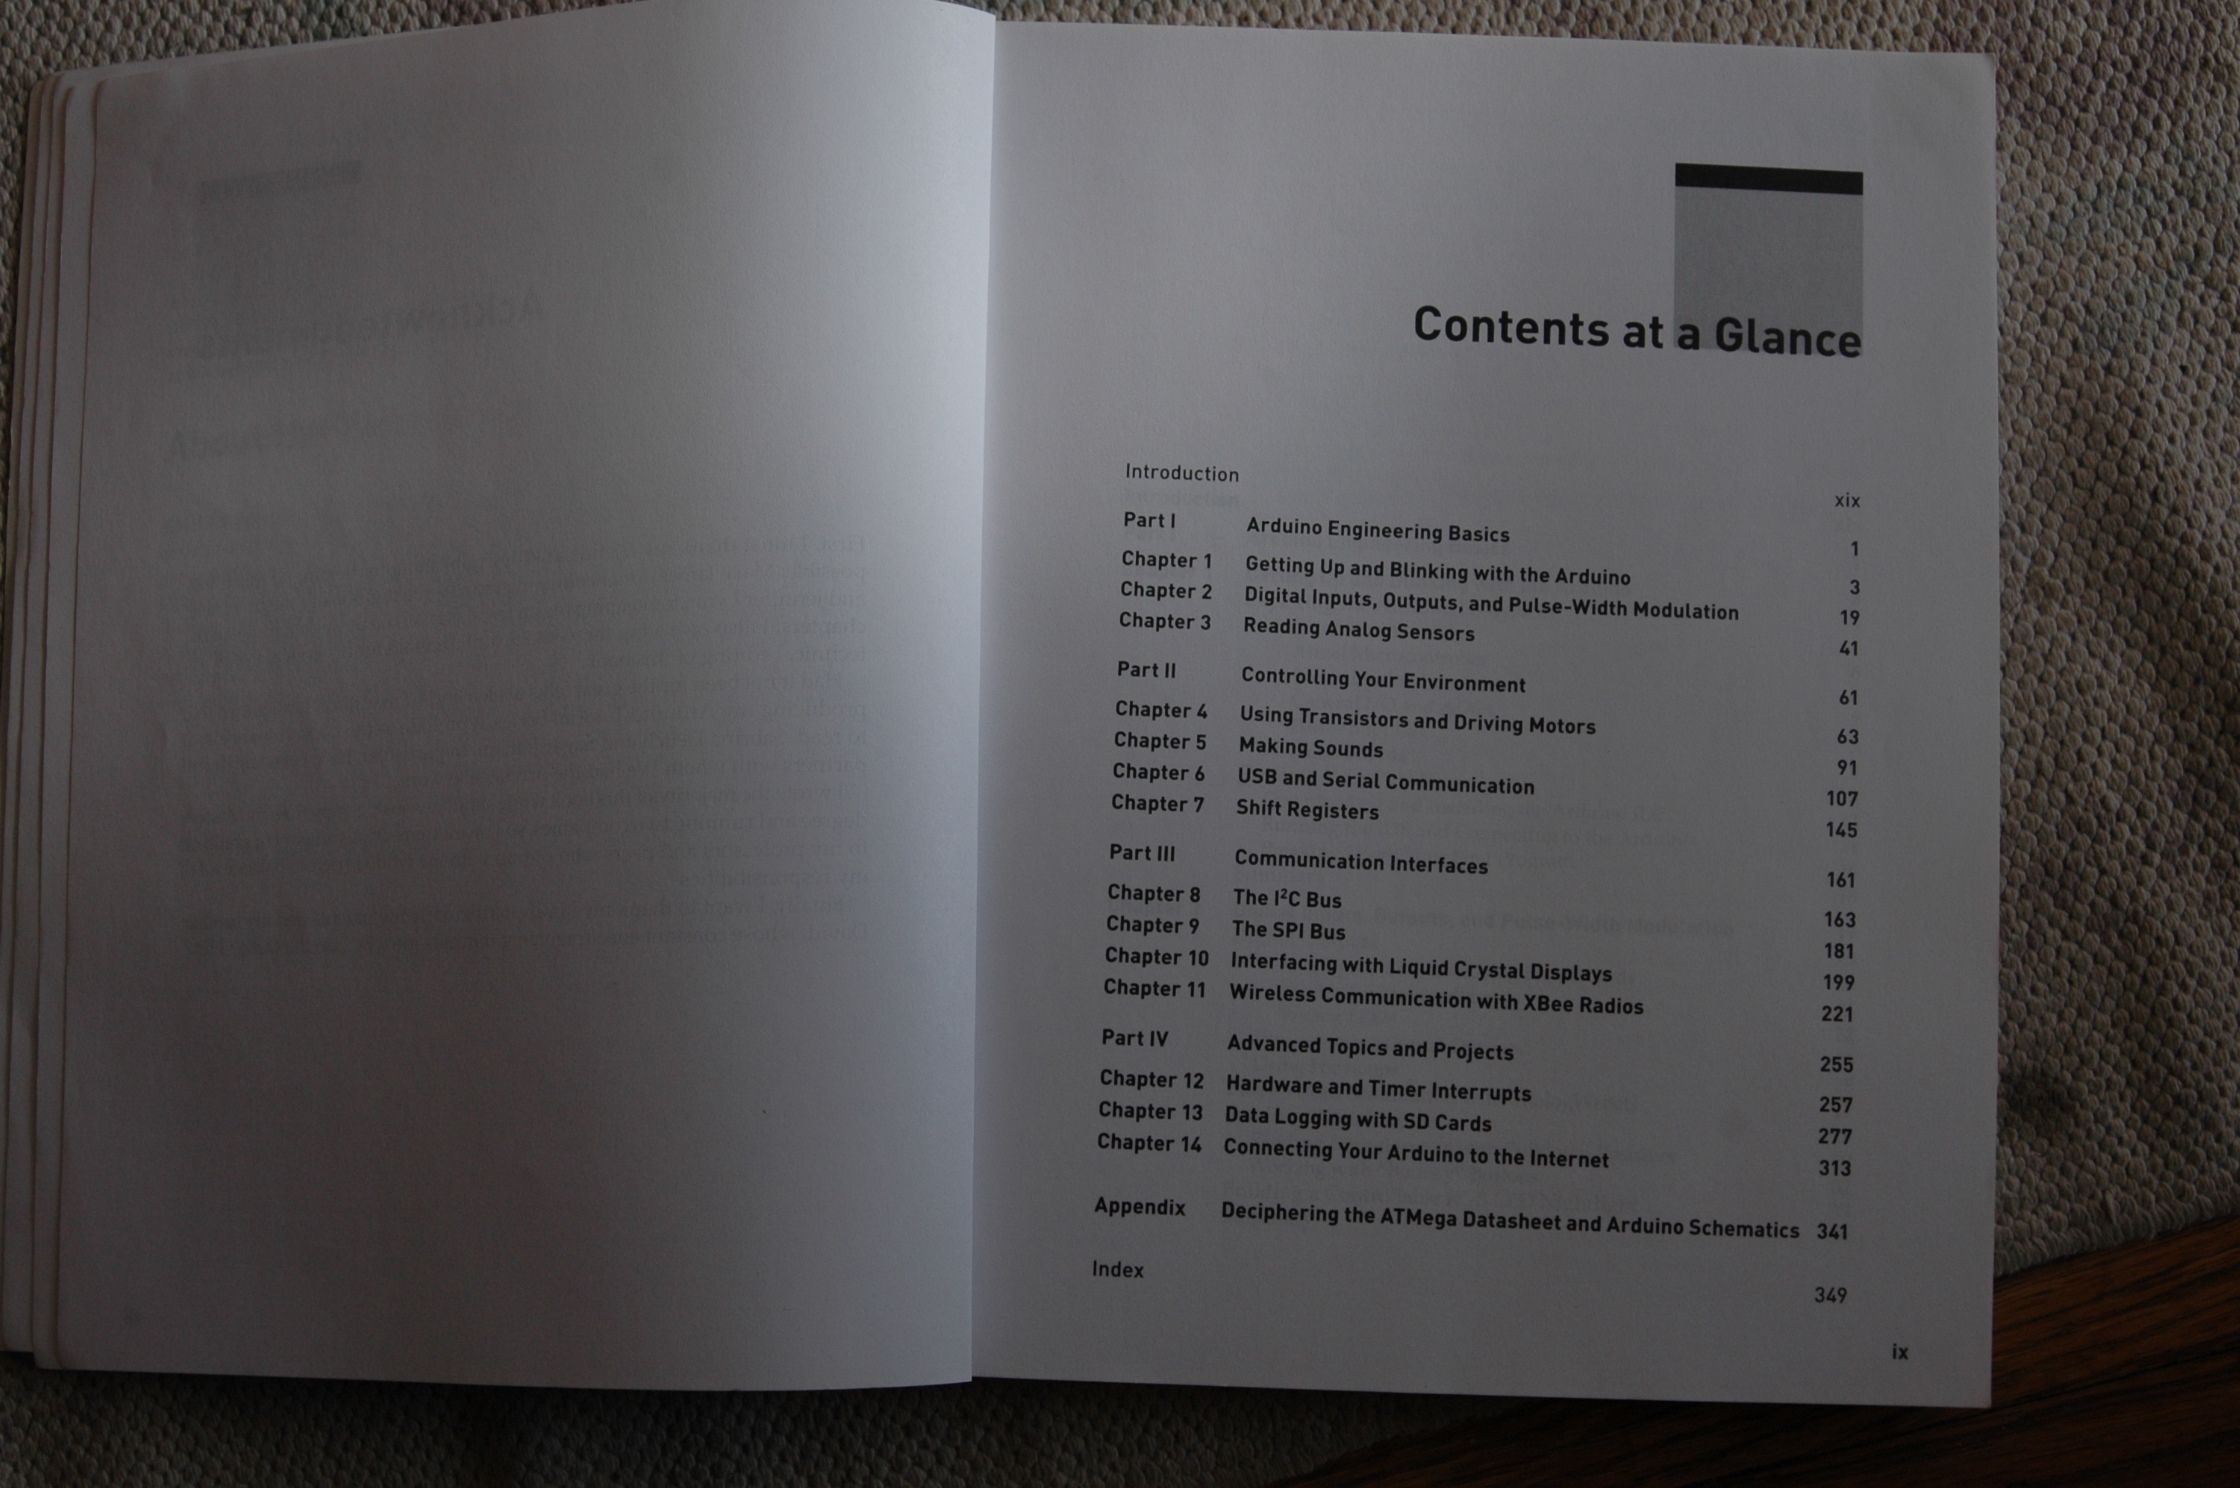 Contents at a Glance
Introduction xix
Part I Arduino Engineering Basics 1
Chapter 1 Getting Up and Blinking with the Arduino 3
Chapter 2 Digital Inputs, Outputs, and Pulse-Width Modulation 19
Chapter 3 Reading Analog Sensors 41
Part II Controlling Your Environment 61
Chapter 4 Using Transistors and Driving Motors 63
Chapter 5 Making Sounds 91
Chapter 6 USB and Serial Communication 107
Chapter 7 Shift Registers 145
Part III Communication Interfaces 161
Chapter 8 The I²C Bus 163
Chapter 9 The SPI Bus 181
Chapter 10 Interfacing with Liquid Crystal Displays 199
Chapter 11 Wireless Communication with XBee Radios 221
Part IV Advanced Topics and Projects 255
Chapter 12 Hardware and Timer Interrupts 257
Chapter 13 Data Logging with SD Cards 277
Chapter 14 Connecting Your Arduino to the Internet 313
Appendix Deciphering the ATMega Datasheet and Arduino Schematics 341
Index 349
ix